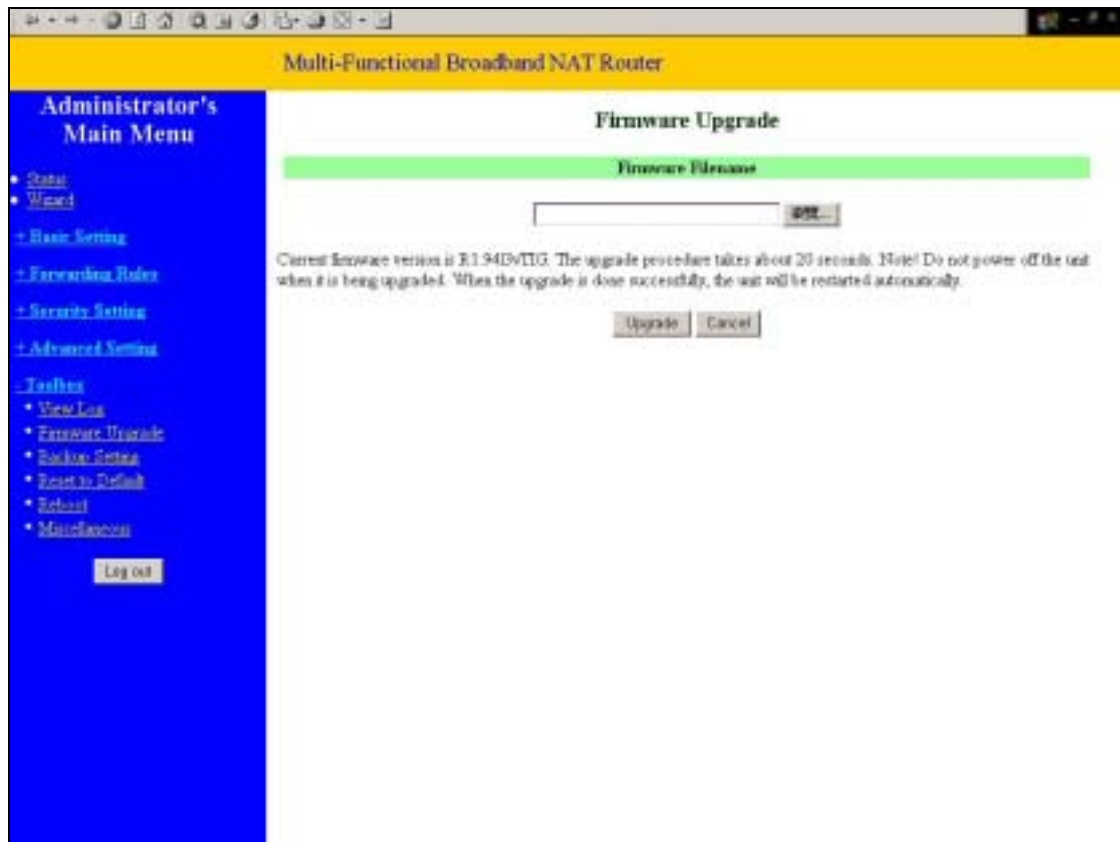 Multi-Functional Broadband NAT Router
Administrator's
Main Menu
• Status
• Wizard
+ Basic Setting
+ Forwarding Rules
+ Security Setting
+ Advanced Setting
- Toolbox
• View Log
• Firmware Upgrade
• Backup Setting
• Reset to Default
• Reboot
• Miscellaneous
Log out
Firmware Upgrade
Firmware Filename
Current firmware version is The upgrade procedure takes about 20 seconds. Note! Do not power off the unit
when it is being upgraded. When the upgrade is done successfully, the unit will be restarted automatically.
Upgrade Cancel